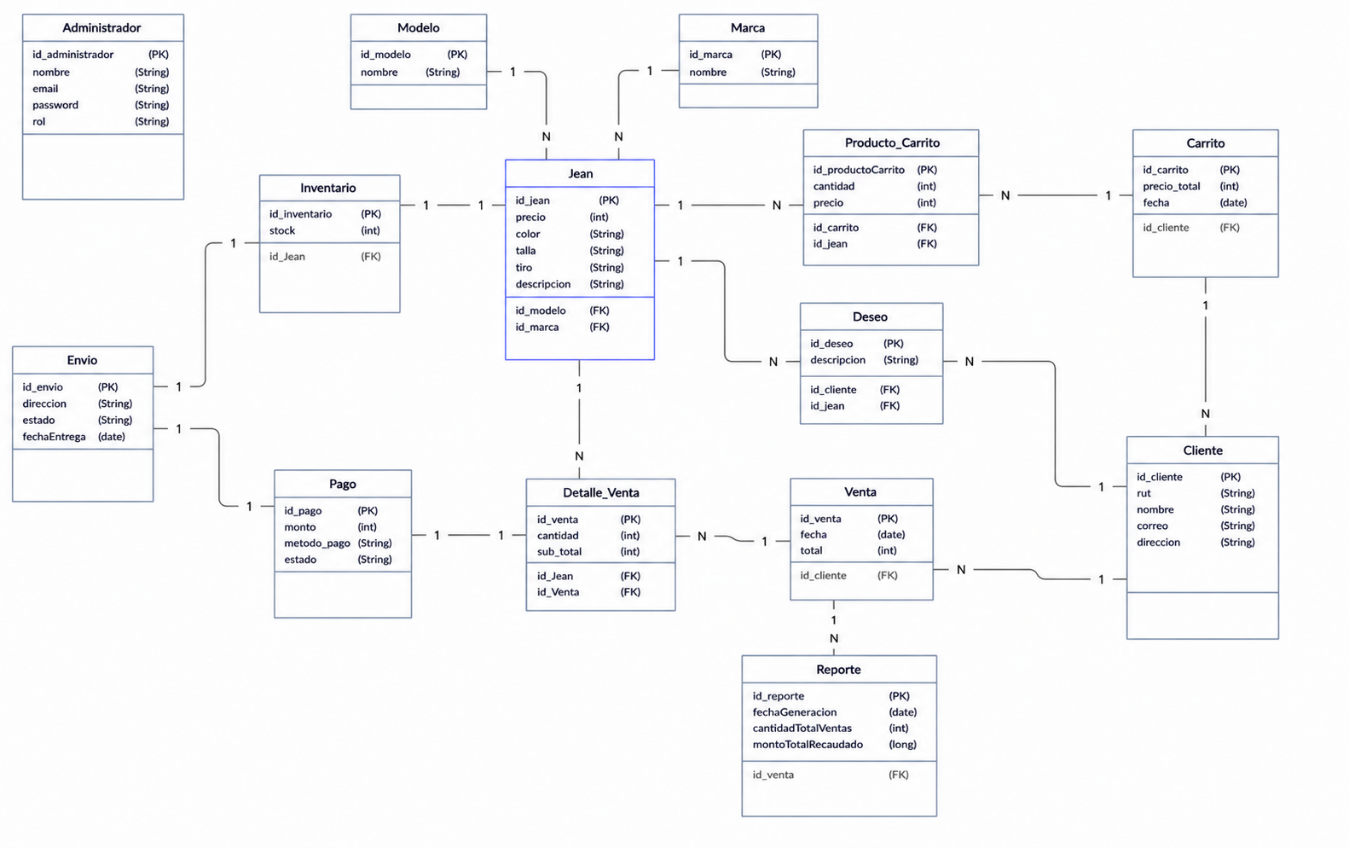 Administrador
id_administrador (PK)
nombre (String)
email (String)
password (String)
rol (String)
Modelo
id_modelo (PK)
nombre (String)
1
N
Marca
id_marca (PK)
nombre (String)
1
N
Inventario
id_inventario (PK)
stock (int)
id_Jean (FK)
1
1
1
Jean
id_jean (PK)
precio (int)
color (String)
talla (String)
tiro (String)
descripcion (String)
id_modelo (FK)
id_marca (FK)
1
N
1
N
1
N
Producto_Carrito
id_productoCarrito (PK)
cantidad (int)
precio (int)
id_carrito (FK)
id_jean (FK)
N
1
Carrito
id_carrito (PK)
precio_total (int)
fecha (date)
id_cliente (FK)
1
N
Deseo
id_deseo (PK)
descripcion (String)
id_cliente (FK)
id_jean (FK)
N
1
Envio
id_envio (PK)
direccion (String)
estado (String)
fechaEntrega (date)
1
1
1
Pago
id_pago (PK)
monto (int)
metodo_pago (String)
estado (String)
1
1
Detalle_Venta
id_venta (PK)
cantidad (int)
sub_total (int)
id_Jean (FK)
id_Venta (FK)
N
1
Venta
id_venta (PK)
fecha (date)
total (int)
id_cliente (FK)
N
1
1
N
Cliente
id_cliente (PK)
rut (String)
nombre (String)
correo (String)
direccion (String)
Reporte
id_reporte (PK)
fechaGeneracion (date)
cantidadTotalVentas (int)
montoTotalRecaudado (long)
id_venta (FK)